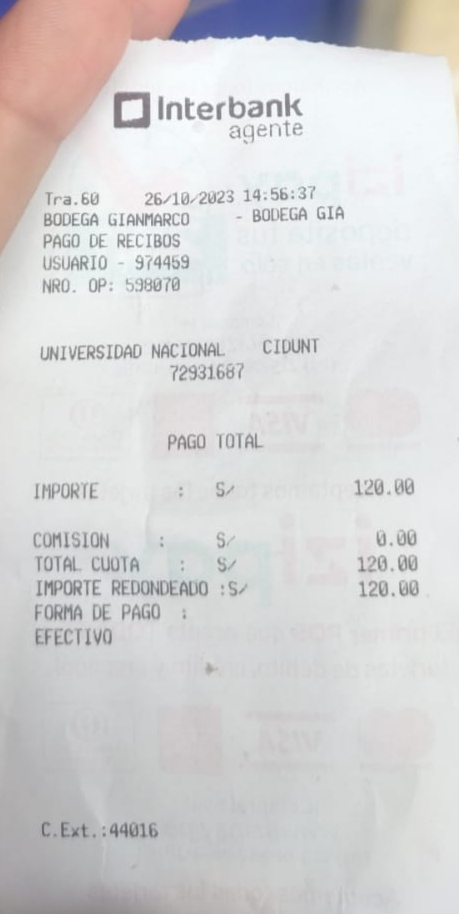 Interbank
agente
Tra.60 26/10/2023 14:56:37
BODEGA GIANMARCO - BODEGA GIA
PAGO DE RECIBOS
USUARIO - 974459
NRO. OP: 598070
UNIVERSIDAD NACIONAL CIDUNT
72931687
PAGO TOTAL
IMPORTE : S/ 120.00
COMISION : S/ 0.00
TOTAL CUOTA : S/ 120.00
IMPORTE REDONDEADO :S/ 120.00
FORMA DE PAGO :
EFECTIVO
C.Ext.:44016